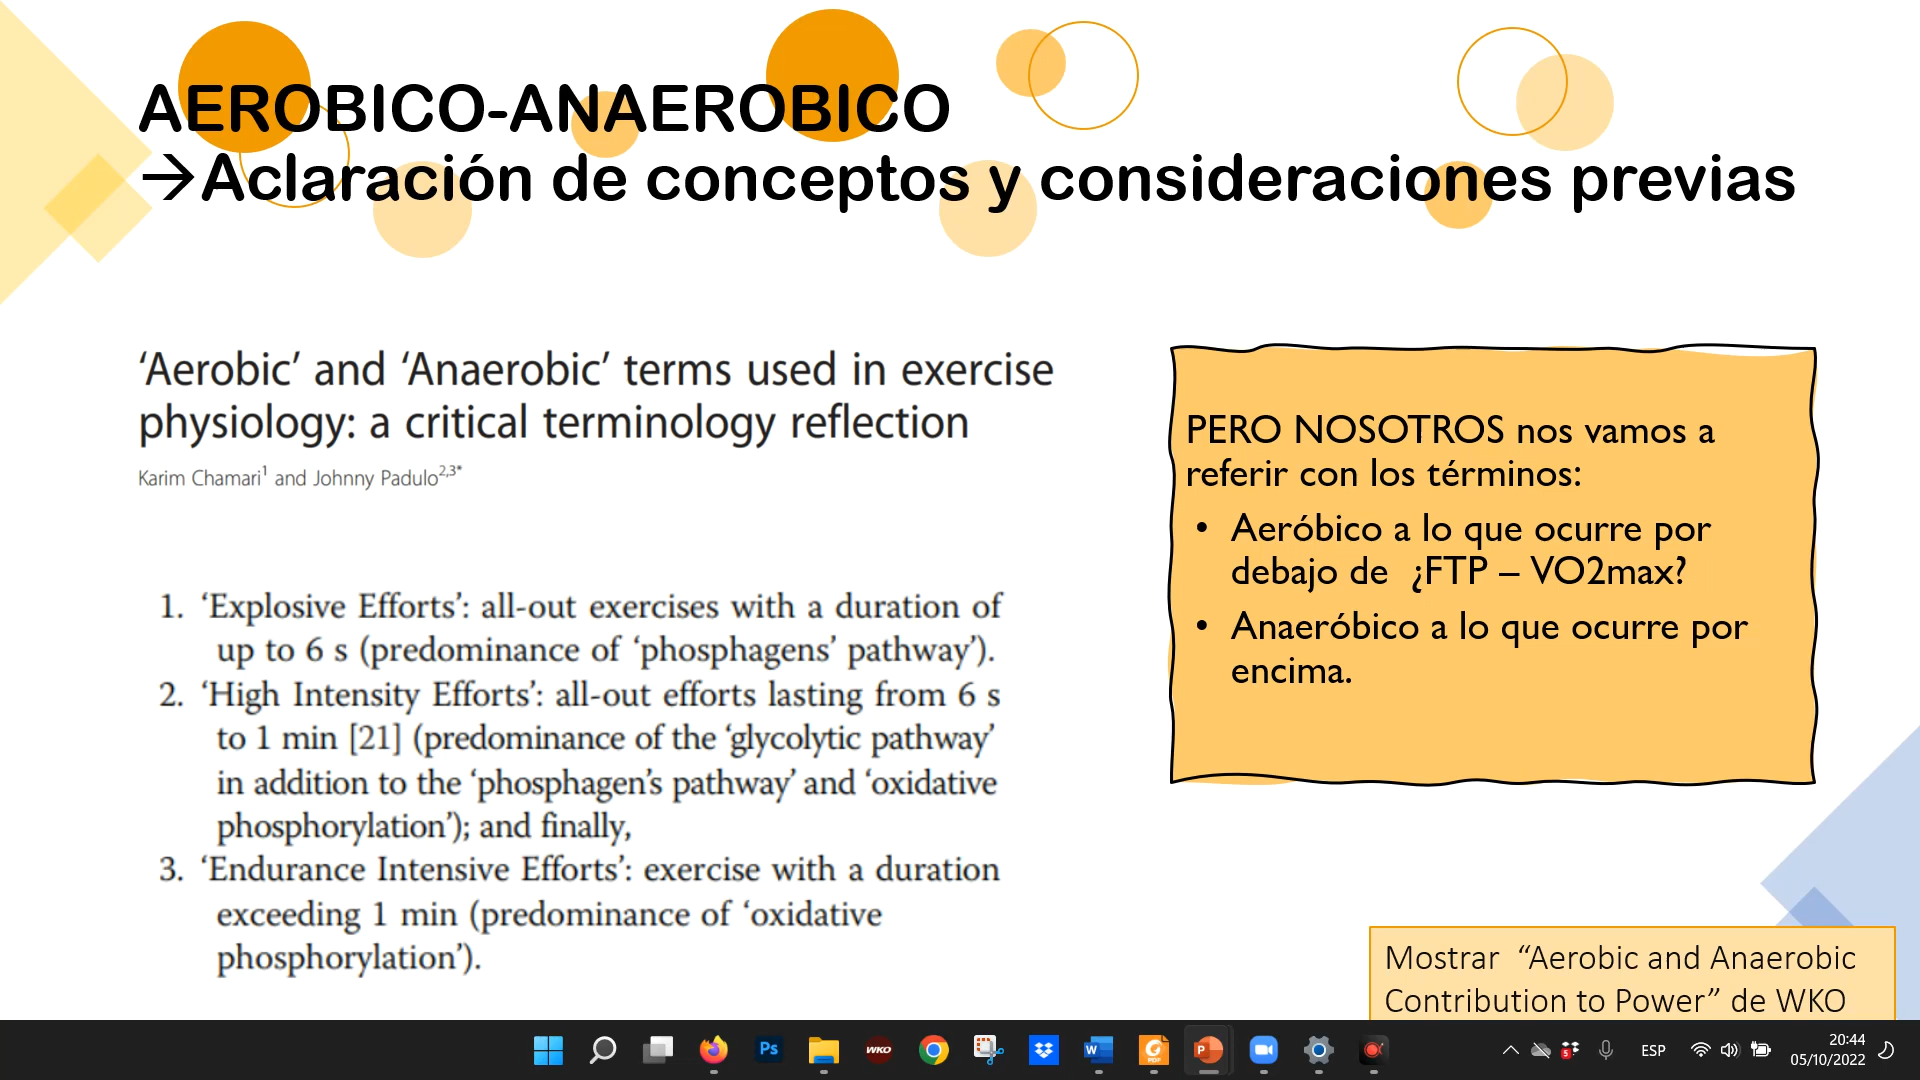 AEROBICO-ANAEROBICO
→Aclaración de conceptos y consideraciones previas
‘Aerobic’ and ‘Anaerobic’ terms used in exercise
physiology: a critical terminology reflection
Karim Chamari1 and Johnny Padulo2,3*
1. ‘Explosive Efforts’: all-out exercises with a duration of
up to 6 s (predominance of ‘phosphagens’ pathway’).
2. ‘High Intensity Efforts’: all-out efforts lasting from 6 s
to 1 min [21] (predominance of the ‘glycolytic pathway’
in addition to the ‘phosphagen’s pathway’ and ‘oxidative
phosphorylation’); and finally,
3. ‘Endurance Intensive Efforts’: exercise with a duration
exceeding 1 min (predominance of ‘oxidative
phosphorylation’).
PERO NOSOTROS nos vamos a
referir con los términos:
• Aeróbico a lo que ocurre por
debajo de ¿FTP – VO2max?
• Anaeróbico a lo que ocurre por
encima.
Mostrar “Aerobic and Anaerobic
Contribution to Power” de WKO
Ps
WKO
W
PDF
P
5
ESP
20:44
05/10/2022